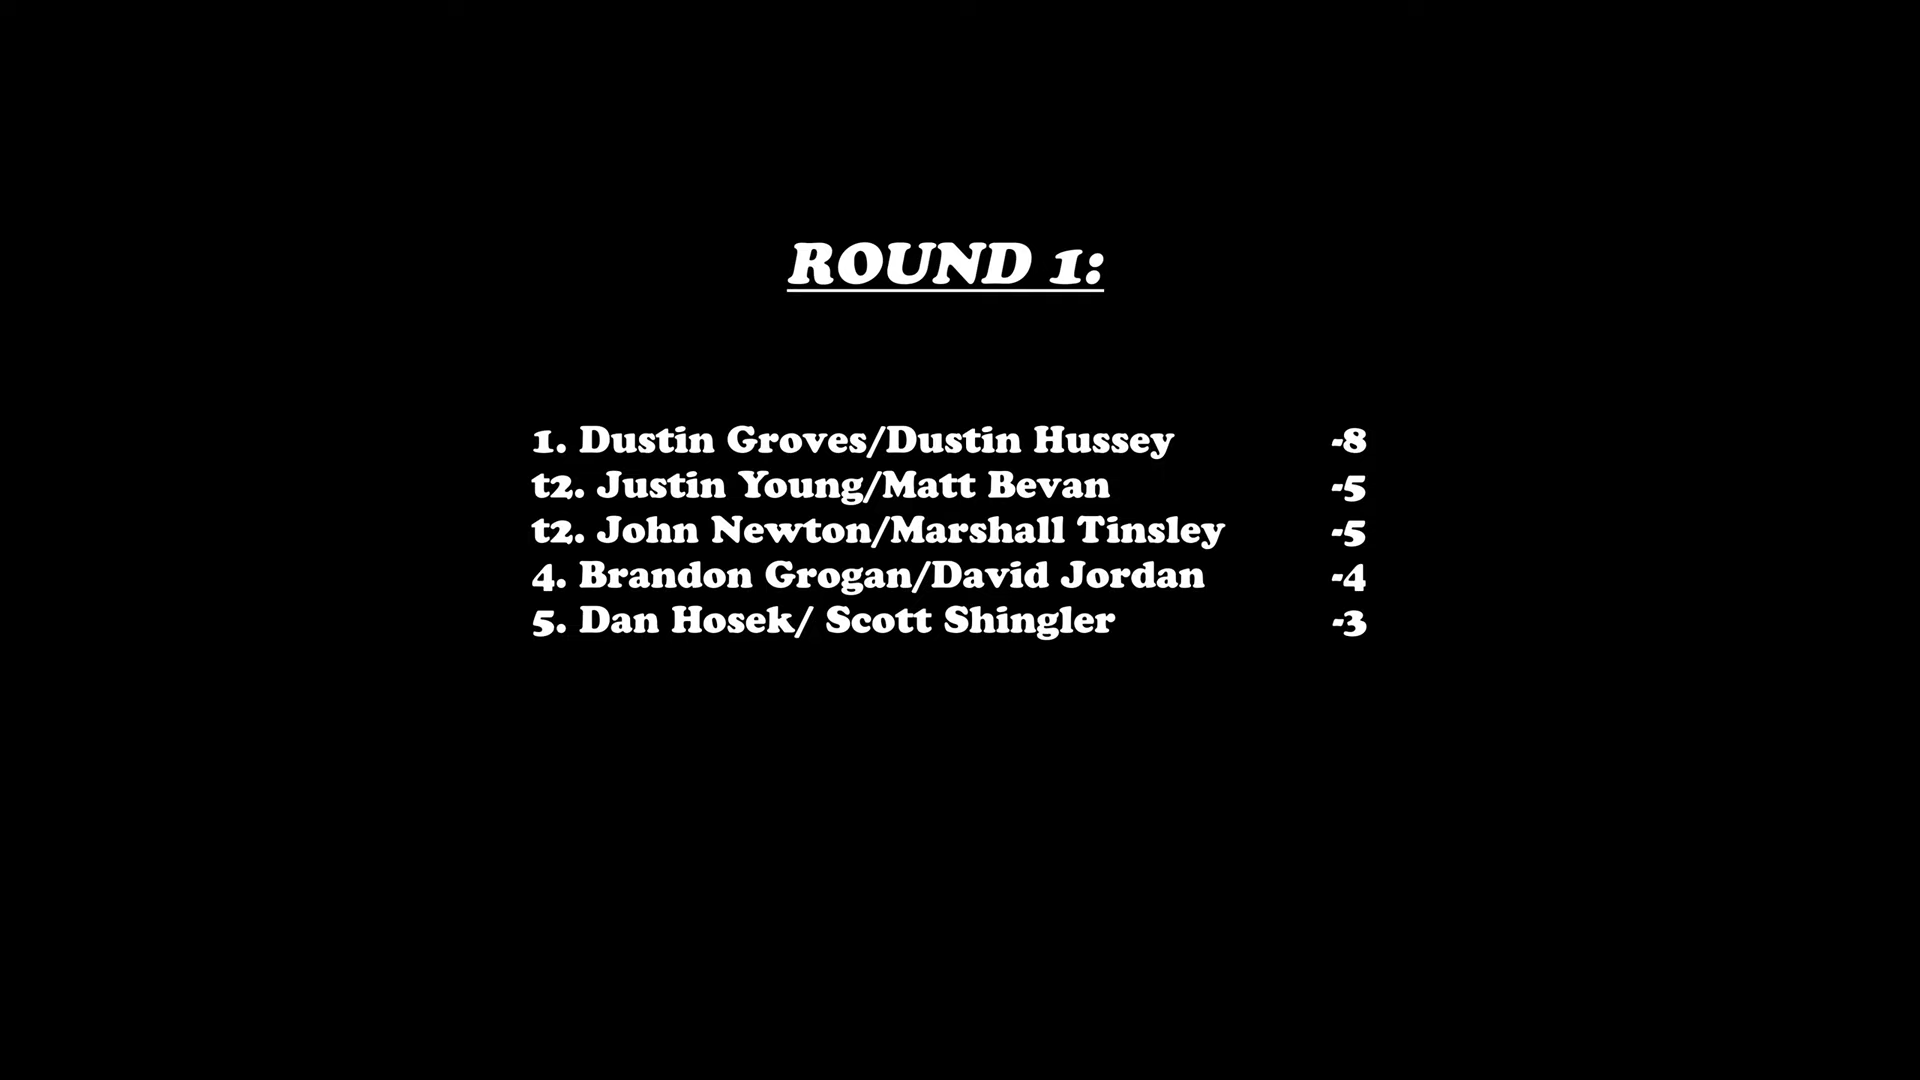 ROUND 1:
1. Dustin Groves/Dustin Hussey -8
t2. Justin Young/Matt Bevan -5
t2. John Newton/Marshall Tinsley -5
4. Brandon Grogan/David Jordan -4
5. Dan Hosek/ Scott Shingler -3